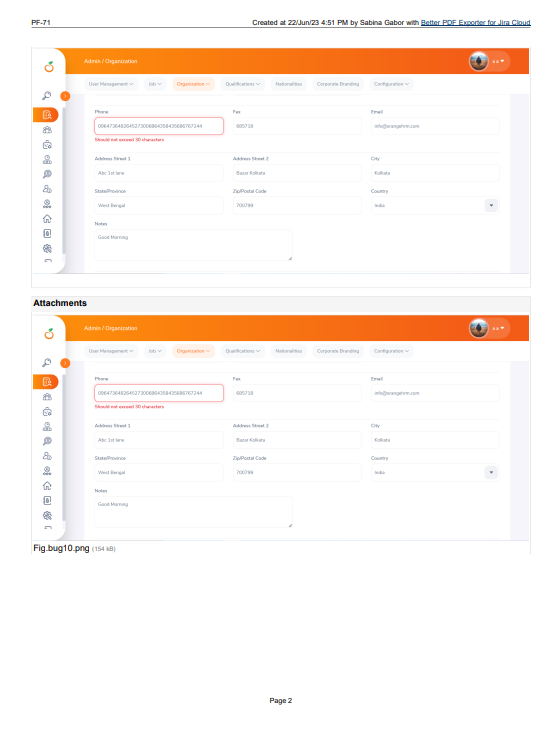 PF-71 Created at 22/Jun/23 4:51 PM by Sabina Gabor with Better PDF Exporter for Jira Cloud
Admin / Organization
User Management Job Organization Qualifications Nationalities Corporate Branding Configuration
Phone Fax Email
605718 info@orangehrm.com
Should not exceed 30 characters
Address Street 1 Address Street 2 City
Abc 1st lane Bazar Kolkata Kolkata
State/Province Zip/Postal Code Country
West Bengal 700799 India
Notes
Good Morning
Attachments
Admin / Organization
User Management Job Organization Qualifications Nationalities Corporate Branding Configuration
Phone Fax Email
605718 info@orangehrm.com
Should not exceed 30 characters
Address Street 1 Address Street 2 City
Abc 1st lane Bazar Kolkata Kolkata
State/Province Zip/Postal Code Country
West Bengal 700799 India
Notes
Good Morning
Fig.bug10.png (154 kB)
Page 2